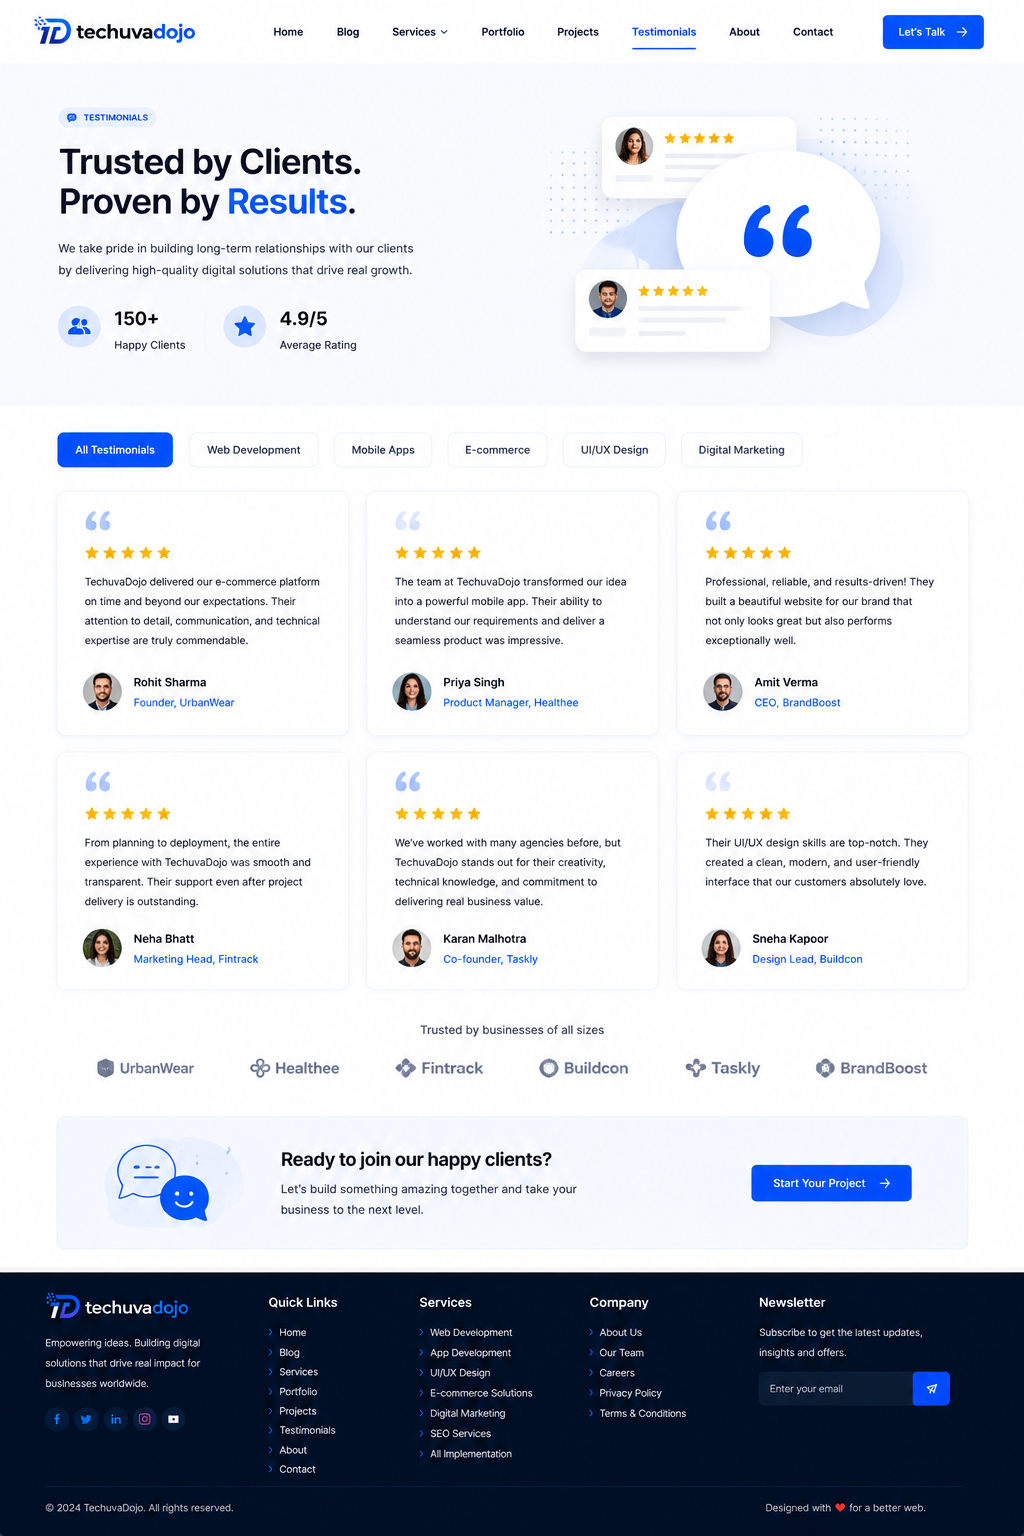 techuvadojo
Home
Blog
Services
Portfolio
Projects
Testimonials
About
Contact
Let's Talk
TESTIMONIALS
Trusted by Clients.
Proven by Results.
We take pride in building long-term relationships with our clients
by delivering high-quality digital solutions that drive real growth.
150+
Happy Clients
4.9/5
Average Rating
All Testimonials
Web Development
Mobile Apps
E-commerce
UI/UX Design
Digital Marketing
TechuvaDojo delivered our e-commerce platform
on time and beyond our expectations. Their
attention to detail, communication, and technical
expertise are truly commendable.
Rohit Sharma
Founder, UrbanWear
The team at TechuvaDojo transformed our idea
into a powerful mobile app. Their ability to
understand our requirements and deliver a
seamless product was impressive.
Priya Singh
Product Manager, Healthee
Professional, reliable, and results-driven! They
built a beautiful website for our brand that
not only looks great but also performs
exceptionally well.
Amit Verma
CEO, BrandBoost
From planning to deployment, the entire
experience with TechuvaDojo was smooth and
transparent. Their support even after project
delivery is outstanding.
Neha Bhatt
Marketing Head, Fintrack
We've worked with many agencies before, but
TechuvaDojo stands out for their creativity,
technical knowledge, and commitment to
delivering real business value.
Karan Malhotra
Co-founder, Taskly
Their UI/UX design skills are top-notch. They
created a clean, modern, and user-friendly
interface that our customers absolutely love.
Sneha Kapoor
Design Lead, Buildcon
Trusted by businesses of all sizes
UrbanWear
Healthee
Fintrack
Buildcon
Taskly
BrandBoost
Ready to join our happy clients?
Let's build something amazing together and take your
business to the next level.
Start Your Project
techuvadojo
Empowering ideas. Building digital
solutions that drive real impact for
businesses worldwide.
Quick Links
Home
Blog
Services
Portfolio
Projects
Testimonials
About
Contact
Services
Web Development
App Development
UI/UX Design
E-commerce Solutions
Digital Marketing
SEO Services
All Implementation
Company
About Us
Our Team
Careers
Privacy Policy
Terms & Conditions
Newsletter
Subscribe to get the latest updates,
insights and offers.
Enter your email
© 2024 TechuvaDojo. All rights reserved.
Designed with ❤ for a better web.